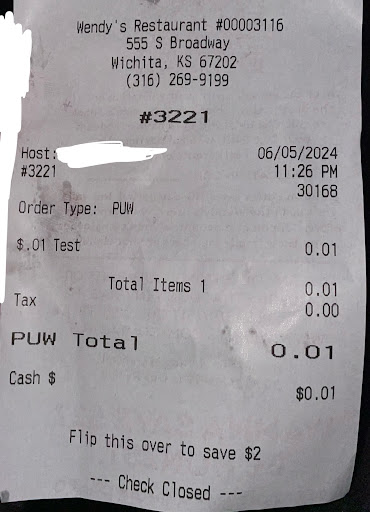 Wendy's Restaurant #00003116
555 S Broadway
Wichita, KS 67202
(316) 269-9199
#3221
Host: 06/05/2024
#3221 11:26 PM
30168
Order Type: PUW
$.01 Test 0.01
Total Items 1 0.01
Tax 0.00
PUW Total 0.01
Cash $ $0.01
Flip this over to save $2
--- Check Closed ---